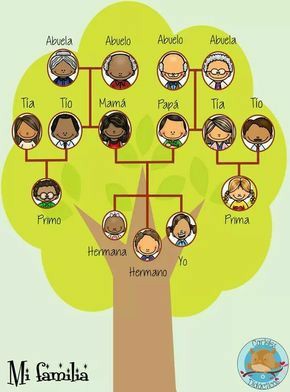 Abuela Abuelo Abuelo Abuela
Tía Tío Mamá Papá Tía Tío
Primo Prima
Hermana Hermano Yo
Mi familia